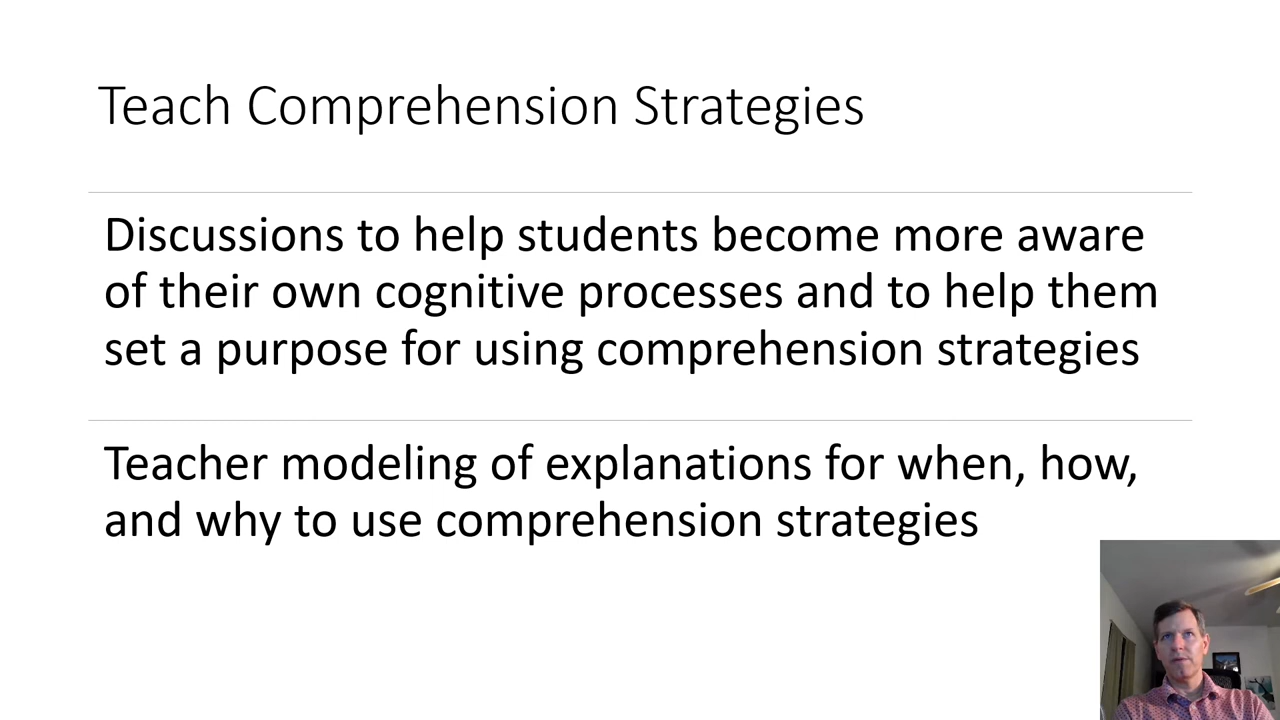 Teach Comprehension Strategies
Discussions to help students become more aware
of their own cognitive processes and to help them
set a purpose for using comprehension strategies
Teacher modeling of explanations for when, how,
and why to use comprehension strategies